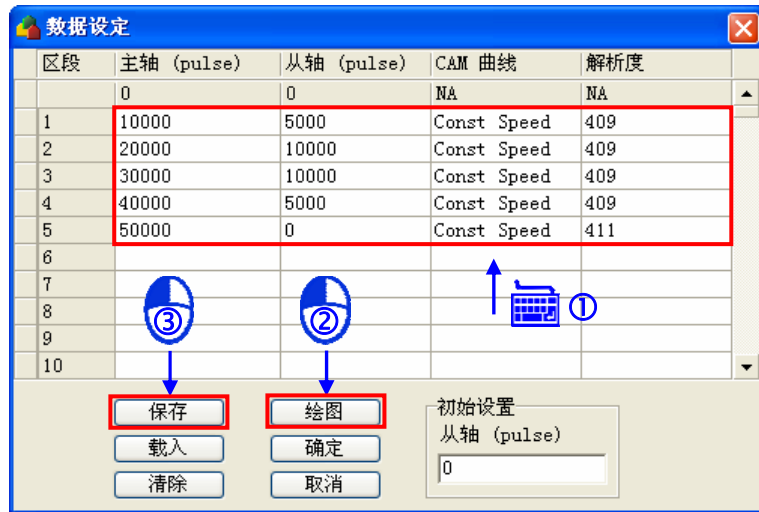 数据设定
区段 主轴 (pulse) 从轴 (pulse) CAM 曲线 解析度
0 0 NA NA
1 10000 5000 Const Speed 409
2 20000 10000 Const Speed 409
3 30000 10000 Const Speed 409
4 40000 5000 Const Speed 409
5 50000 0 Const Speed 411
6
7
8
9
10
③ ② ①
保存 绘图 初始设置
载入 确定 从轴 (pulse)
清除 取消 0